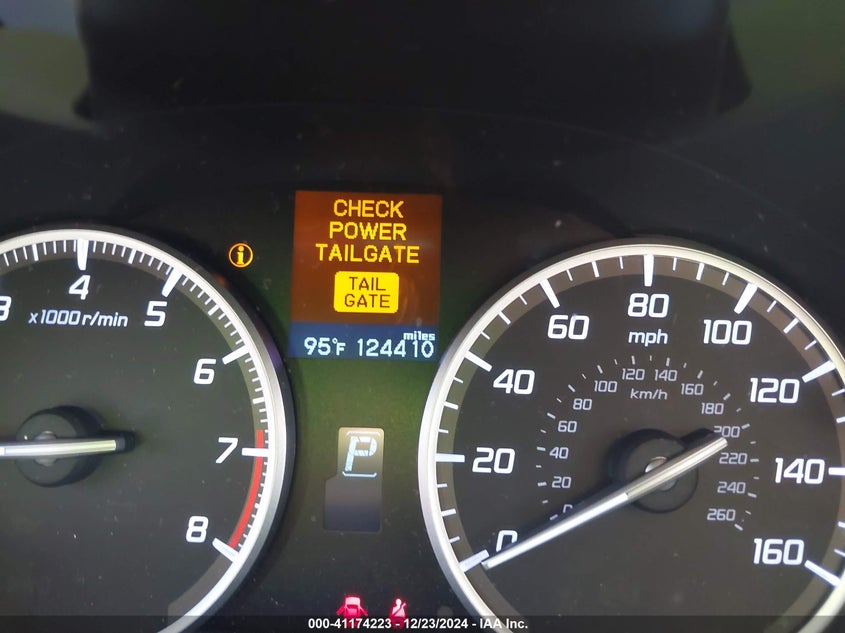 CHECK
POWER
TAILGATE
TAIL
GATE
miles
95°F 124410
4
5
6
7
8
x1000r/min
P
0
20
40
60
80
100
120
140
160
mph
km/h
20
40
60
80
100
120
140
160
180
200
220
240
260
000-41174223 - 12/23/2024 - IAA Inc.